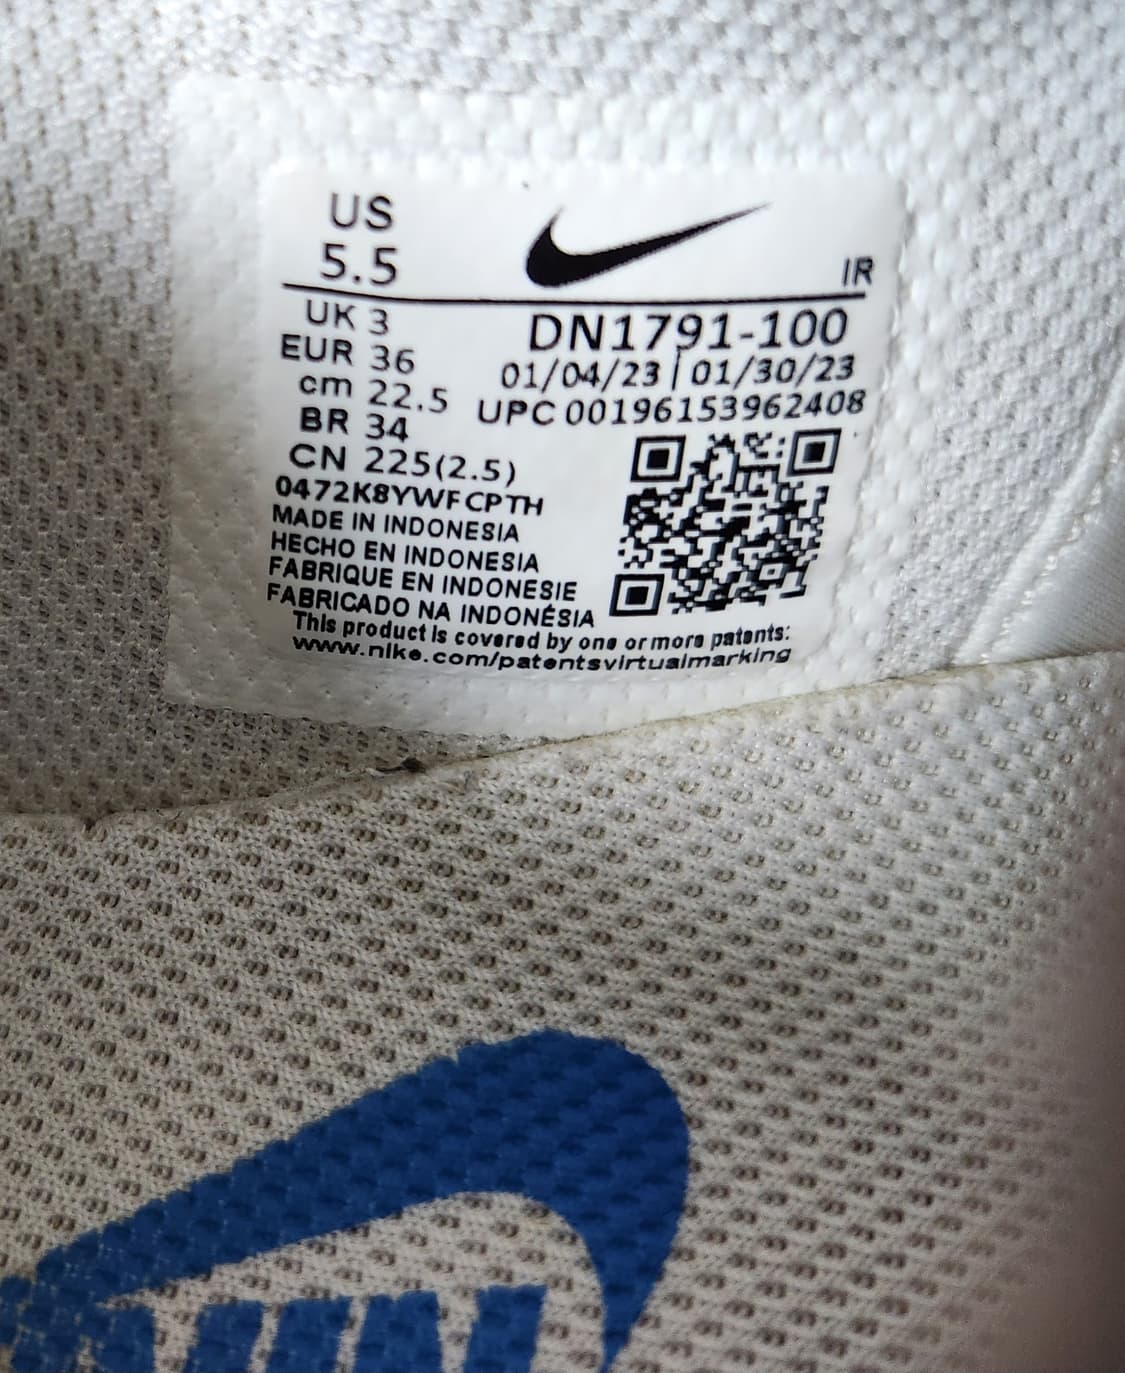 US
5.5
IR
UK 3
EUR 36
cm 22.5
BR 34
CN 225(2.5)
DN1791-100
01/04/23 | 01/30/23
UPC 00196153962408
0472K8YWFCPTH
MADE IN INDONESIA
HECHO EN INDONESIA
FABRIQUE EN INDONESIE
FABRICADO NA INDONÉSIA
This product is covered by one or more patents:
www.nike.com/patentsvirtualmarking